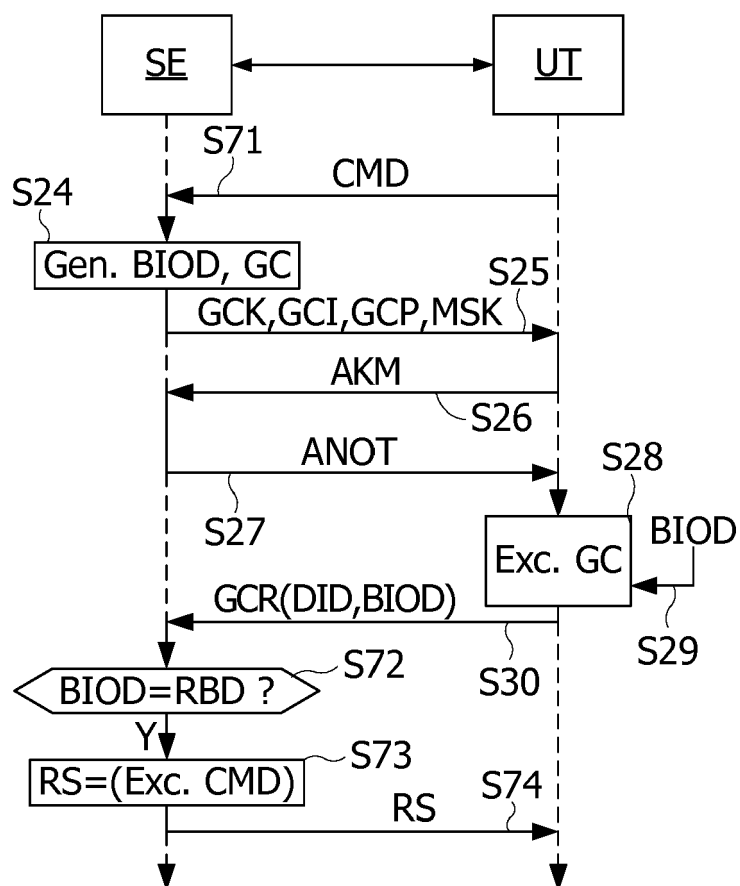 SE
UT
S71
CMD
S24
Gen. BIOD, GC
S25
GCK,GCI,GCP,MSK
AKM
S26
ANOT
S27
S28
BIOD
Exc. GC
S29
GCR(DID,BIOD)
S30
S72
BIOD=RBD ?
Y
S73
RS=(Exc. CMD)
S74
RS